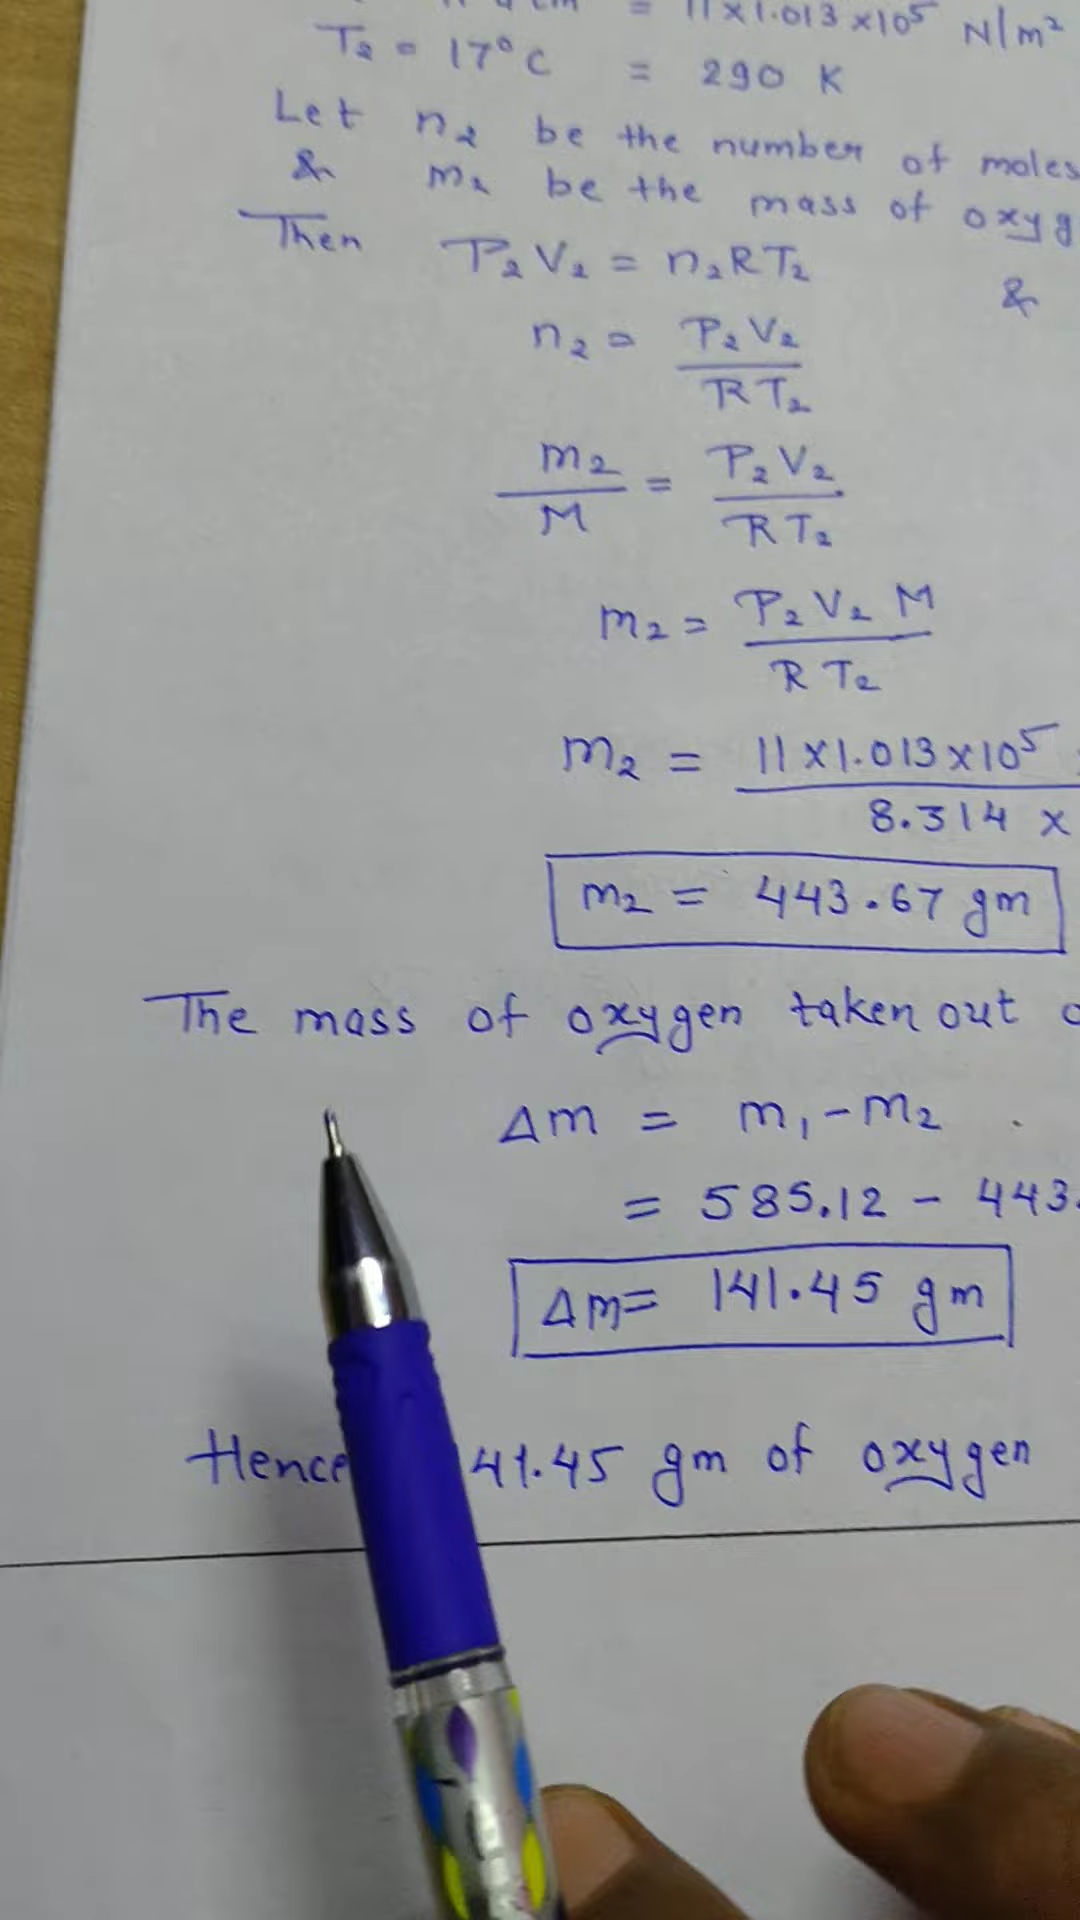 = 11×1.013×10⁵ N/m²
T₂ = 17°C = 290 K
Let n₂ be the number of moles
& m₂ be the mass of oxyg
Then P₂V₂ = n₂RT₂
&
n₂ = P₂V₂
RT₂
m₂ = P₂V₂
M RT₂
m₂ = P₂V₂M
RT₂
m₂ = 11×1.013×10⁵
8.314 ×
m₂ = 443.67 gm
The mass of oxygen taken out
Δm = m₁-m₂
= 585.12 - 443.
Δm= 141.45 gm
Hence 41.45 gm of oxygen